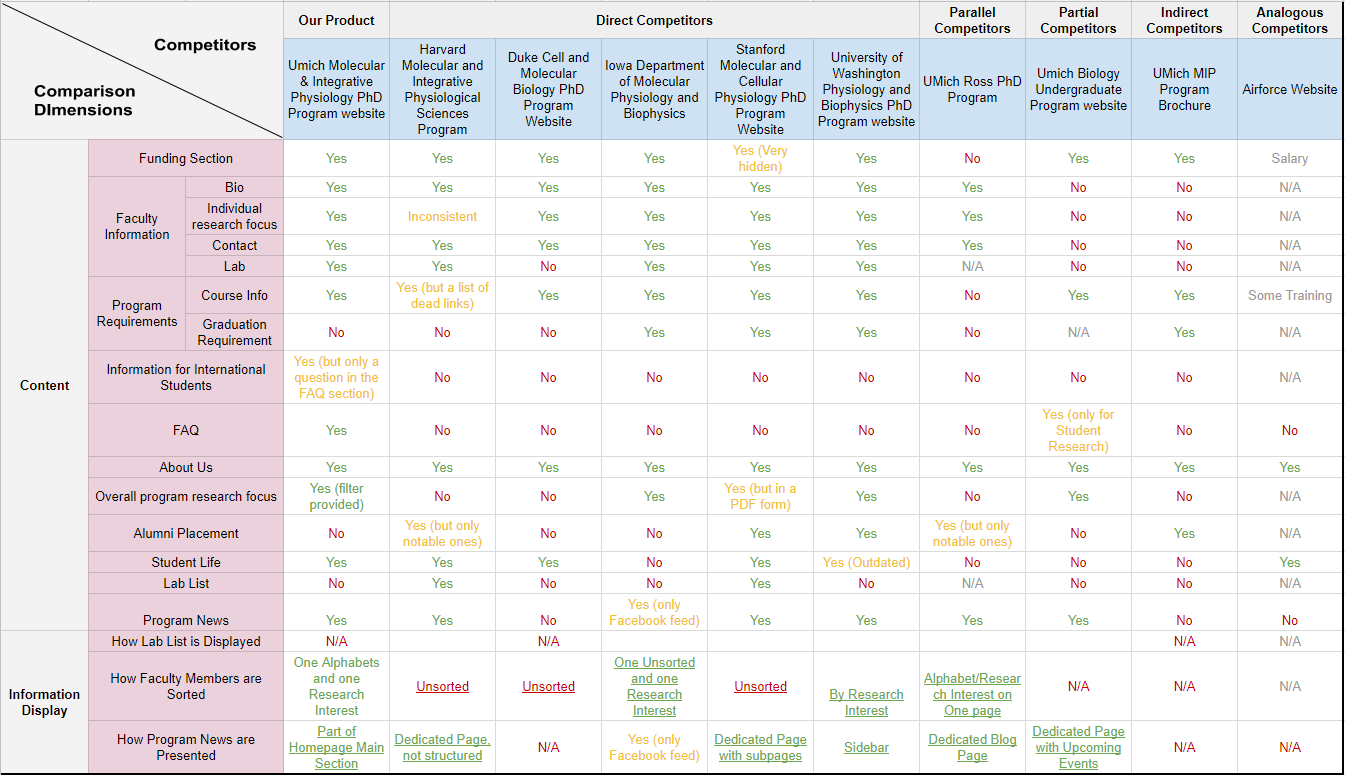 Competitors
Comparison
DImensions
Our Product
Direct Competitors
Parallel
Competitors
Partial
Competitors
Indirect
Competitors
Analogous
Competitors
Umich Molecular
& Integrative
Physiology PhD
Program website
Harvard
Molecular and
Integrative
Physiological
Sciences
Program
Duke Cell and
Molecular
Biology PhD
Program
Website
Iowa Department
of Molecular
Physiology and
Biophysics
Stanford
Molecular and
Cellular
Physiology PhD
Program
Website
University of
Washington
Physiology and
Biophysics PhD
Program website
UMich Ross PhD
Program
Umich Biology
Undergraduate
Program website
UMich MIP
Program
Brochure
Airforce Website
Content
Funding Section
Yes
Yes
Yes
Yes
Yes (Very
hidden)
Yes
No
Yes
Yes
Salary
Faculty
Information
Bio
Yes
Yes
Yes
Yes
Yes
Yes
Yes
No
No
N/A
Individual
research focus
Yes
Inconsistent
Yes
Yes
Yes
Yes
Yes
No
No
N/A
Contact
Yes
Yes
Yes
Yes
Yes
Yes
Yes
No
No
N/A
Lab
Yes
Yes
No
Yes
Yes
Yes
N/A
No
No
N/A
Program
Requirements
Course Info
Yes
Yes (but a list of
dead links)
Yes
Yes
Yes
Yes
No
Yes
Yes
Some Training
Graduation
Requirement
No
No
No
Yes
Yes
Yes
No
N/A
Yes
N/A
Information for International
Students
Yes (but only a
question in the
FAQ section)
No
No
No
No
No
No
No
No
N/A
FAQ
Yes
No
No
No
No
No
No
Yes (only for
Student
Research)
No
No
About Us
Yes
Yes
Yes
Yes
Yes
Yes
Yes
Yes
Yes
Yes
Overall program research focus
Yes (filter
provided)
No
No
Yes
Yes (but in a
PDF form)
Yes
No
Yes
No
N/A
Alumni Placement
No
Yes (but only
notable ones)
No
No
Yes
Yes
Yes (but only
notable ones)
No
Yes
N/A
Student Life
Yes
Yes
Yes
No
Yes
Yes (Outdated)
No
No
No
Yes
Lab List
No
Yes
No
No
Yes
No
N/A
No
No
N/A
Program News
Yes
Yes
No
Yes (only
Facebook feed)
Yes
Yes
Yes
Yes
No
No
Information
Display
How Lab List is Displayed
N/A
N/A
N/A
N/A
How Faculty Members are
Sorted
One Alphabets
and one
Research
Interest
Unsorted
Unsorted
One Unsorted
and one
Research
Interest
Unsorted
By Research
Interest
Alphabet/Resear
ch Interest on
One page
N/A
N/A
N/A
How Program News are
Presented
Part of
Homepage Main
Section
Dedicated Page,
not structured
N/A
Yes (only
Facebook feed)
Dedicated Page
with subpages
Sidebar
Dedicated Blog
Page
Dedicated Page
with Upcoming
Events
N/A
N/A